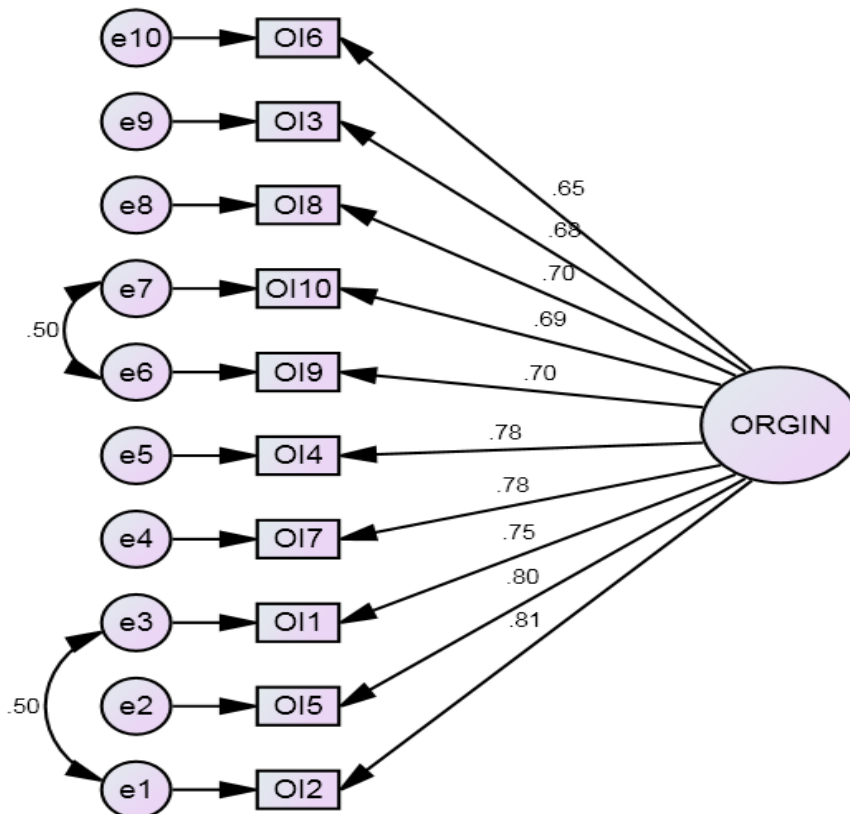 e10 OI6
.65
e9 OI3
.68
e8 OI8
.70
e7 OI10
.69
.50
e6 OI9
.70
ORGIN
e5 OI4
.78
e4 OI7
.78
.75
e3 OI1
.80
.81
.50
e2 OI5
e1 OI2